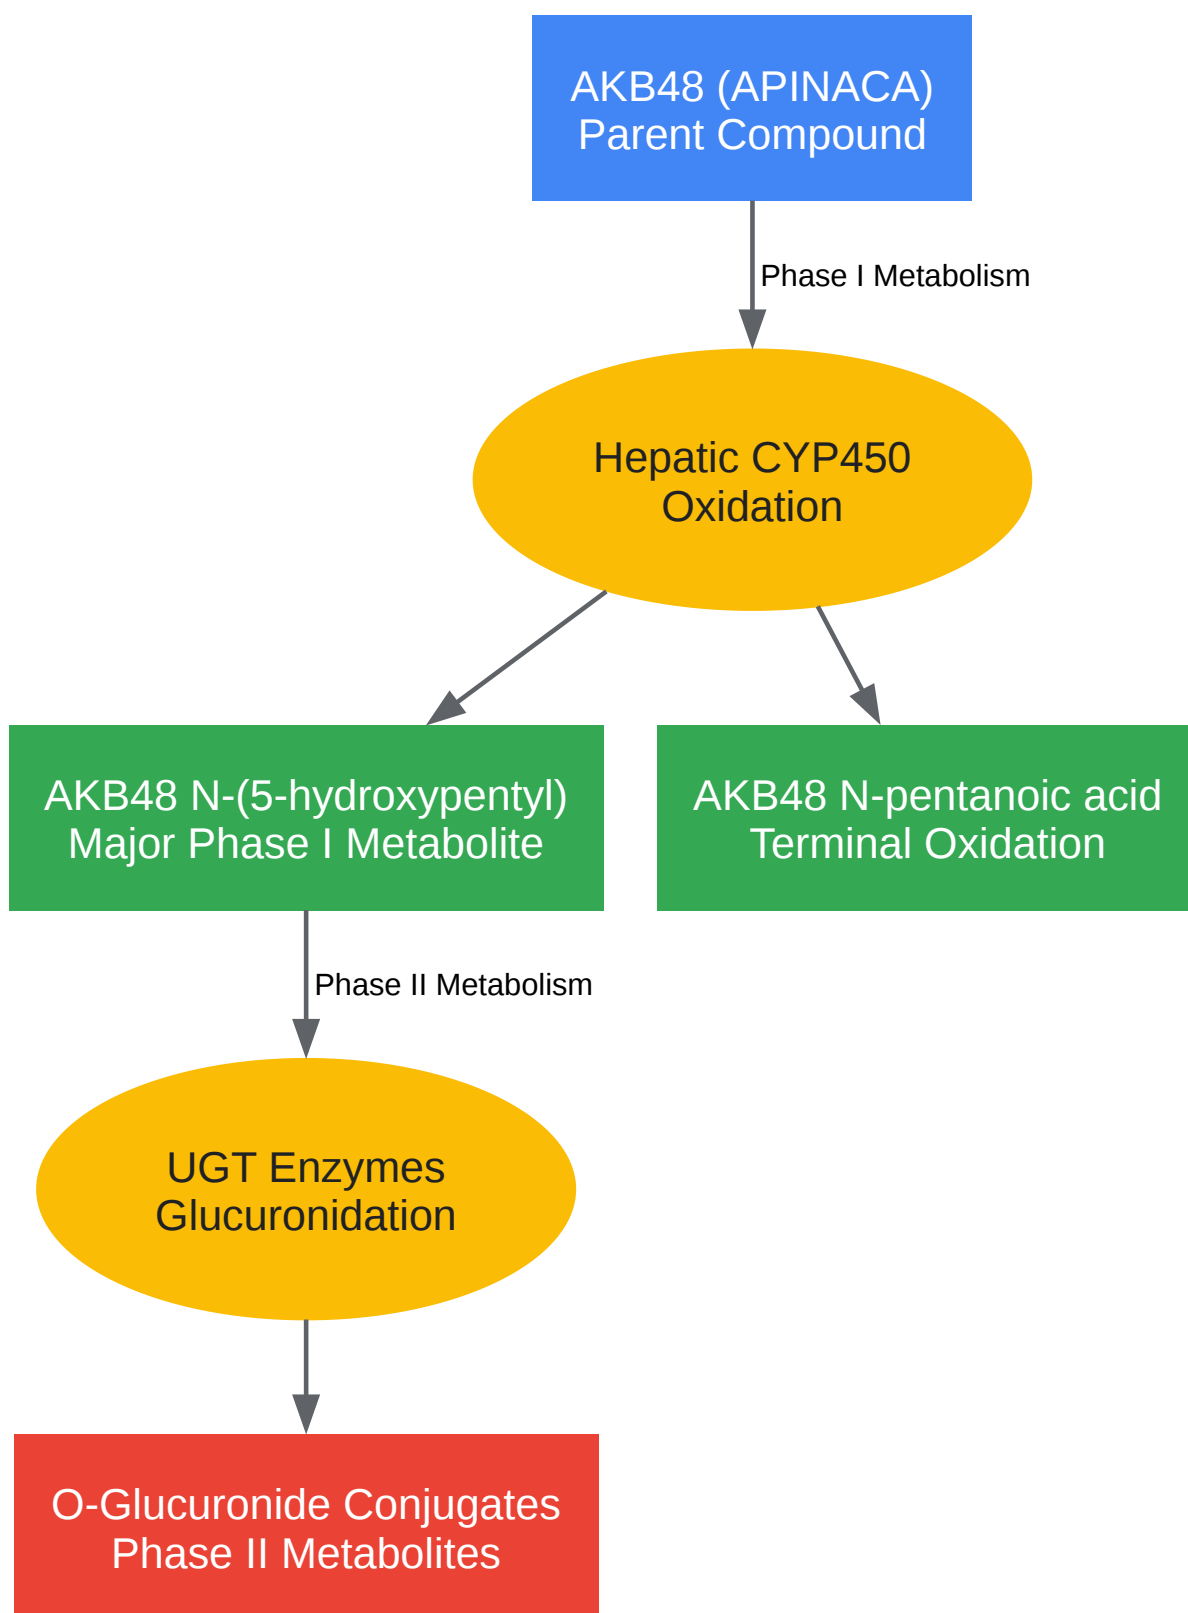 AKB48 (APINACA)
Parent Compound
Phase I Metabolism
Hepatic CYP450
Oxidation
AKB48 N-(5-hydroxypentyl)
Major Phase I Metabolite
AKB48 N-pentanoic acid
Terminal Oxidation
Phase II Metabolism
UGT Enzymes
Glucuronidation
O-Glucuronide Conjugates
Phase II Metabolites